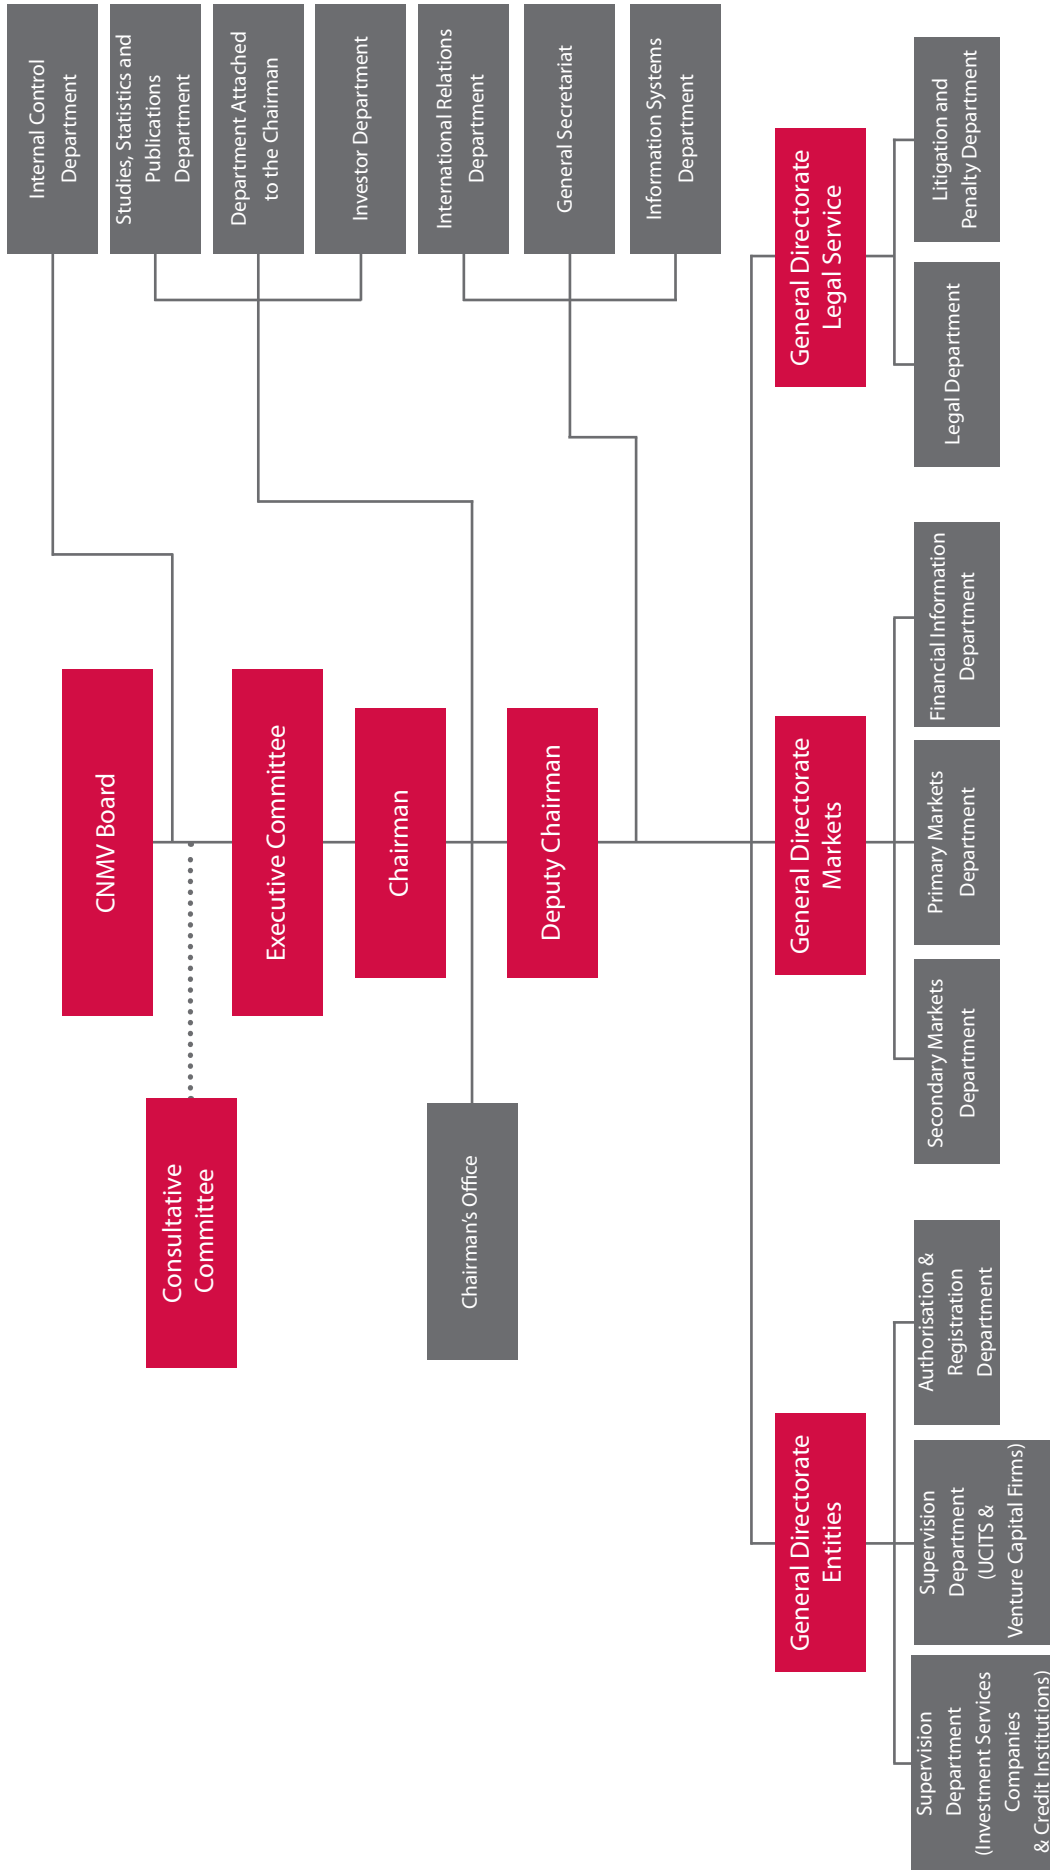 CNMV Board
Internal Control
Department
Consultative
Committee
Executive Committee
Studies, Statistics and
Publications
Department
Department Attached
to the Chairman
Investor Department
Chairman
Chairman's Office
Deputy Chairman
International Relations
Department
General Secretariat
Information Systems
Department
General Directorate
Entities
General Directorate
Markets
General Directorate
Legal Service
Supervision
Department
(Investment Services
Companies
& Credit Institutions)
Supervision
Department
(UCITS &
Venture Capital Firms)
Authorisation &
Registration
Department
Secondary Markets
Department
Primary Markets
Department
Financial Information
Department
Legal Department
Litigation and
Penalty Department